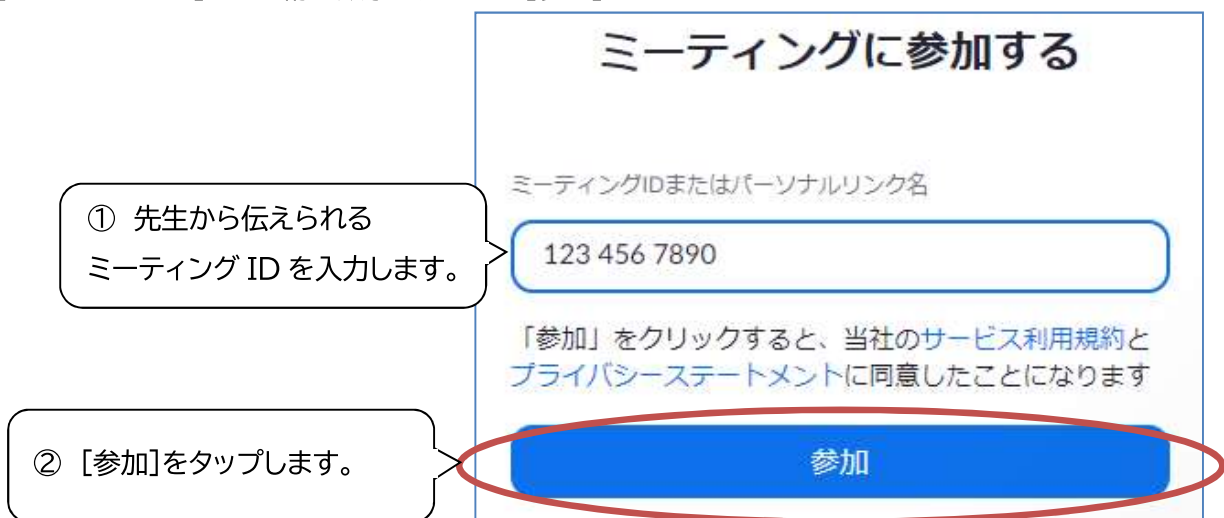 ミーティングに参加する
ミーティングIDまたはパーソナルリンク名
① 先生から伝えられる
ミーティング ID を入力します。
123 456 7890
「参加」をクリックすると、当社のサービス利用規約と
プライバシーステートメントに同意したことになります
② [参加]をタップします。
参加